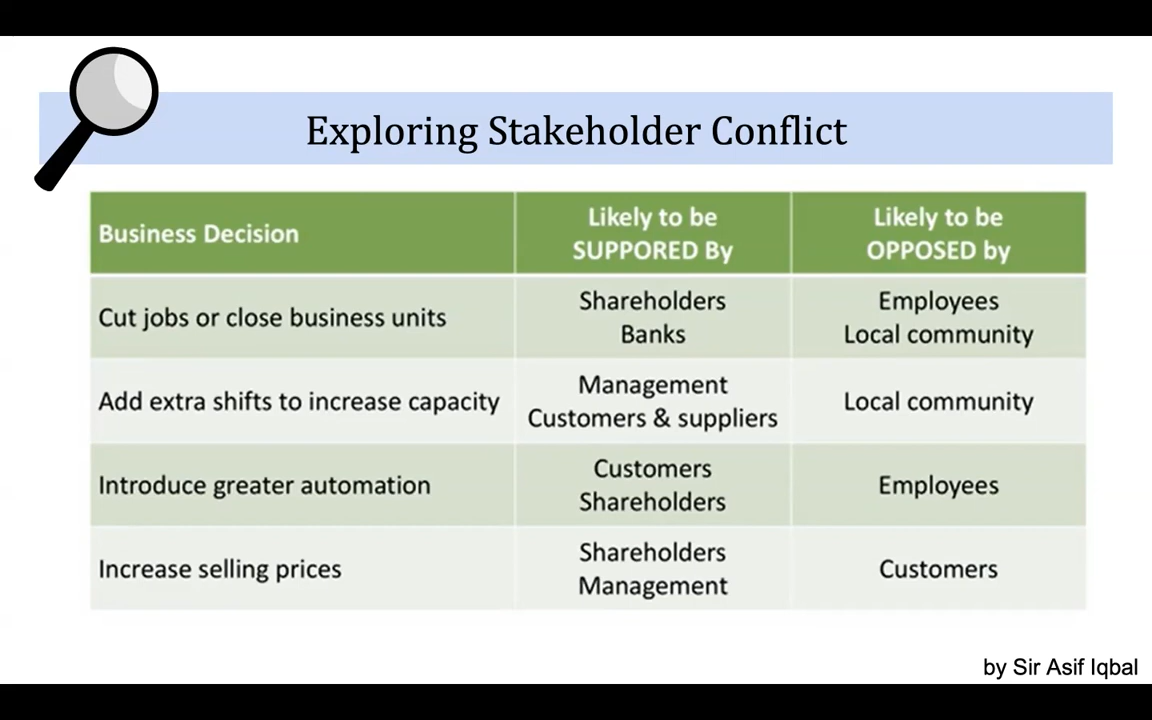 Exploring Stakeholder Conflict
Business Decision
Likely to be
SUPPORED By
Likely to be
OPPOSED by
Cut jobs or close business units
Shareholders
Banks
Employees
Local community
Add extra shifts to increase capacity
Management
Customers & suppliers
Local community
Introduce greater automation
Customers
Shareholders
Employees
Increase selling prices
Shareholders
Management
Customers
by Sir Asif Iqbal